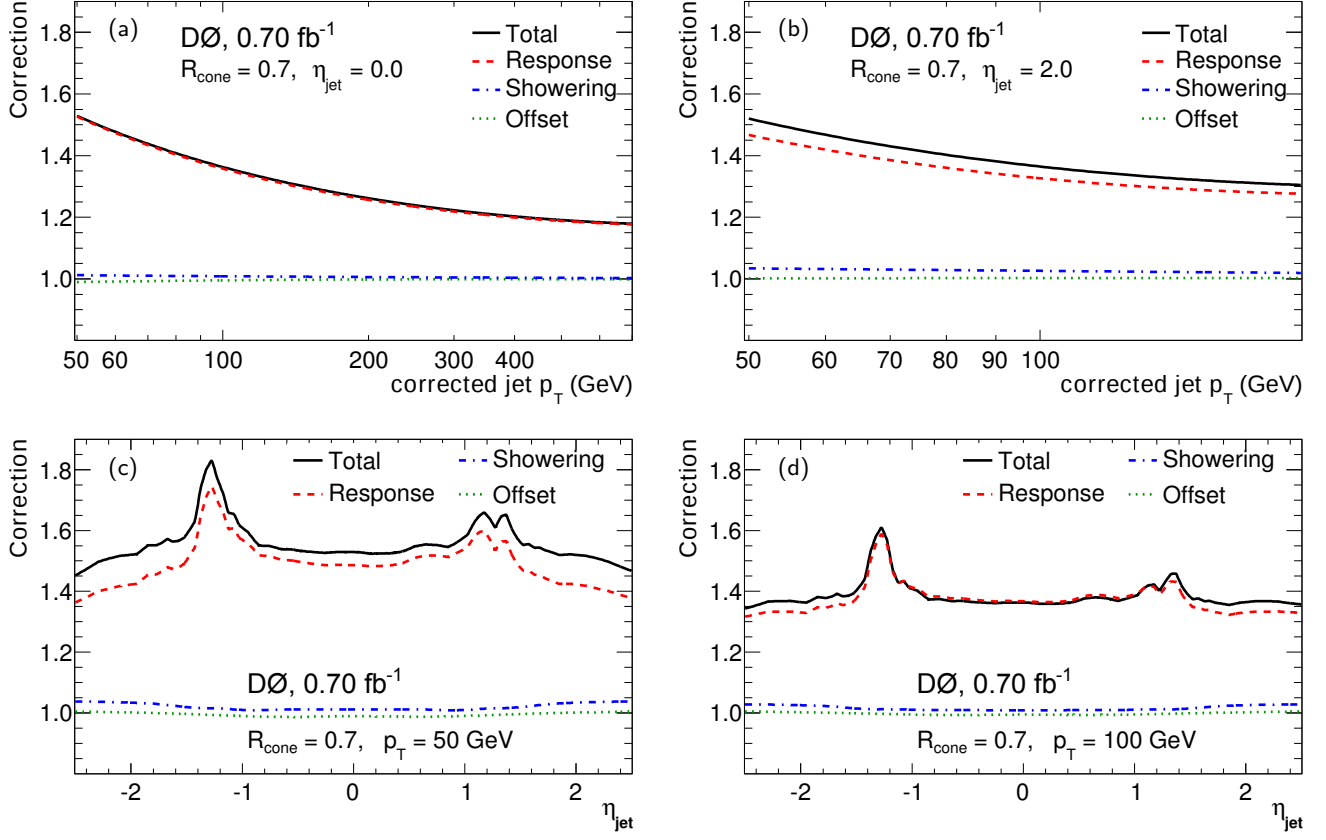 Correction
1.8
1.6
1.4
1.2
1.0
(a)
DØ, 0.70 fb-1
Rcone = 0.7, ηjet = 0.0
Total
Response
Showering
Offset
50 60 100 200 300 400
corrected jet pT (GeV)
Correction
1.8
1.6
1.4
1.2
1.0
(b)
DØ, 0.70 fb-1
Rcone = 0.7, ηjet = 2.0
Total
Response
Showering
Offset
50 60 70 80 90 100
corrected jet pT (GeV)
Correction
1.8
1.6
1.4
1.2
1.0
(c)
Total
Response
Showering
Offset
DØ, 0.70 fb-1
Rcone = 0.7, pT = 50 GeV
-2 -1 0 1 2
ηjet
Correction
1.8
1.6
1.4
1.2
1.0
(d)
Total
Response
Showering
Offset
DØ, 0.70 fb-1
Rcone = 0.7, pT = 100 GeV
-2 -1 0 1 2
ηjet